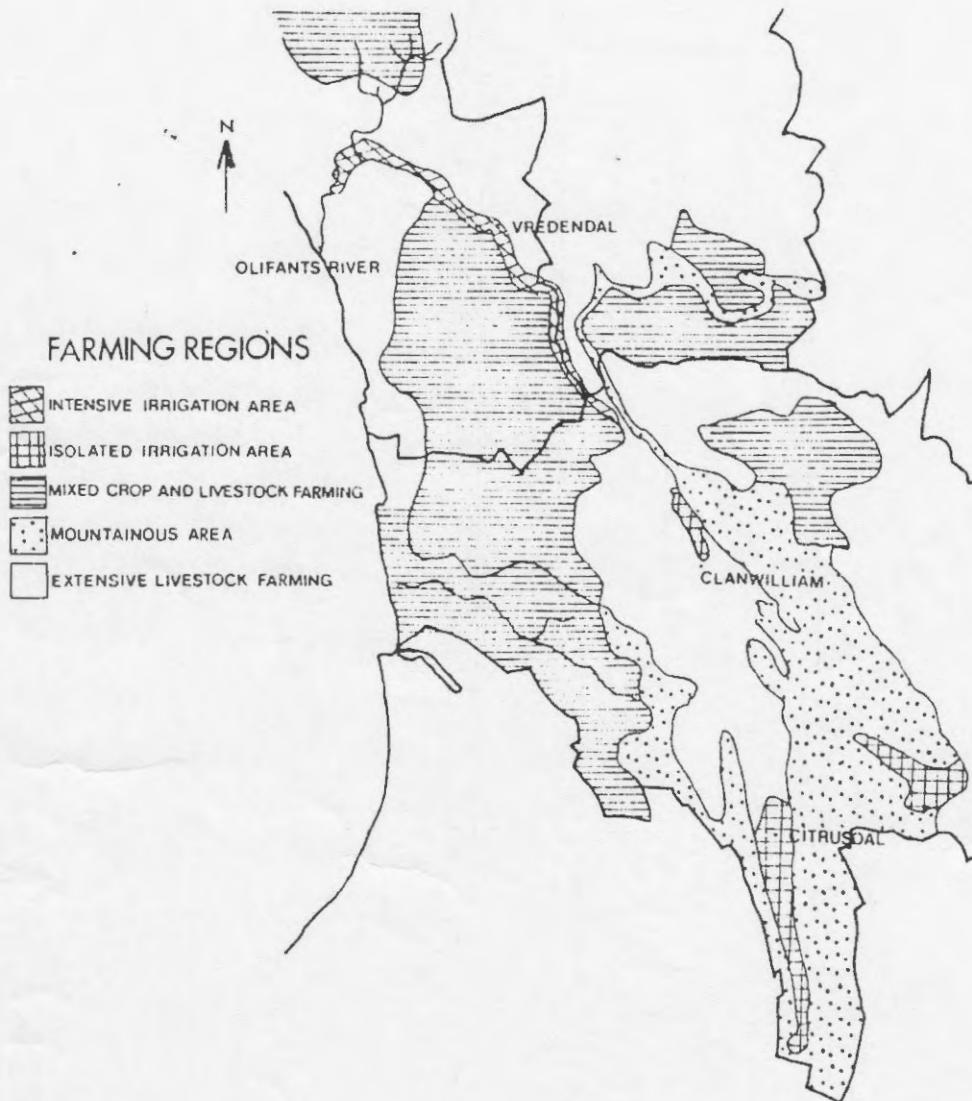 N
VREDENDAL
OLIFANTS RIVER
FARMING REGIONS
INTENSIVE IRRIGATION AREA
ISOLATED IRRIGATION AREA
MIXED CROP AND LIVESTOCK FARMING
MOUNTAINOUS AREA
EXTENSIVE LIVESTOCK FARMING
CLANWILLIAM
CITRUSDAL